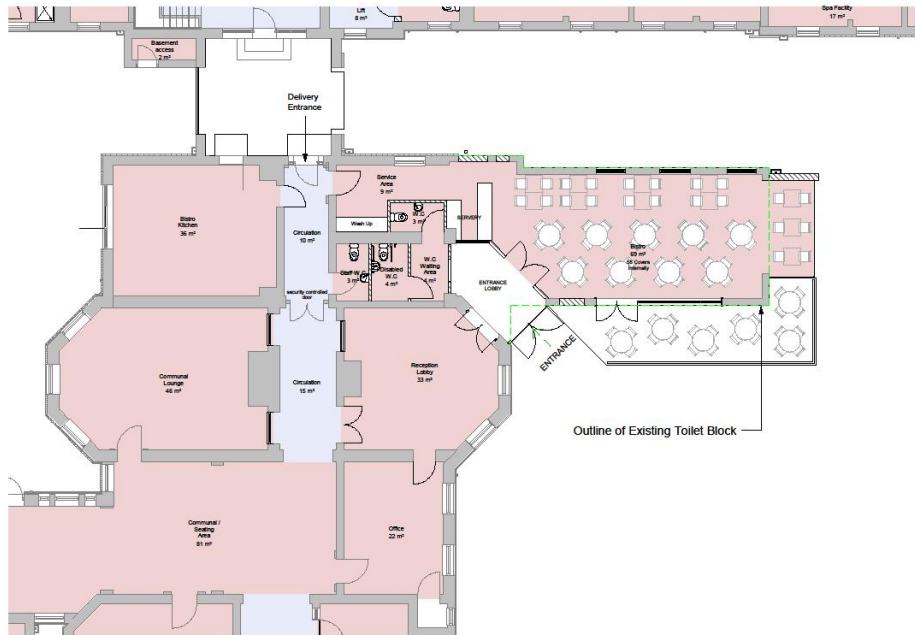 Lift
8 m²
Spa Facility
17 m²
Basement
access
2 m²
Delivery
Entrance
Service
Area
9 m²
Bistro
Kitchen
36 m²
Circulation
10 m²
Wash Up
W.C
3 m²
SERVERY
Bistro
69 m²
Internally
Staff W.C
3 m²
Disabled
W.C
4 m²
W.C
Waiting
Area
4 m²
ENTRANCE
LOBBY
security controlled
door
ENTRANCE
Communal
Lounge
46 m²
Circulation
15 m²
Reception
Lobby
33 m²
Outline of Existing Toilet Block
Communal /
Seating
Area
81 m²
Office
22 m²